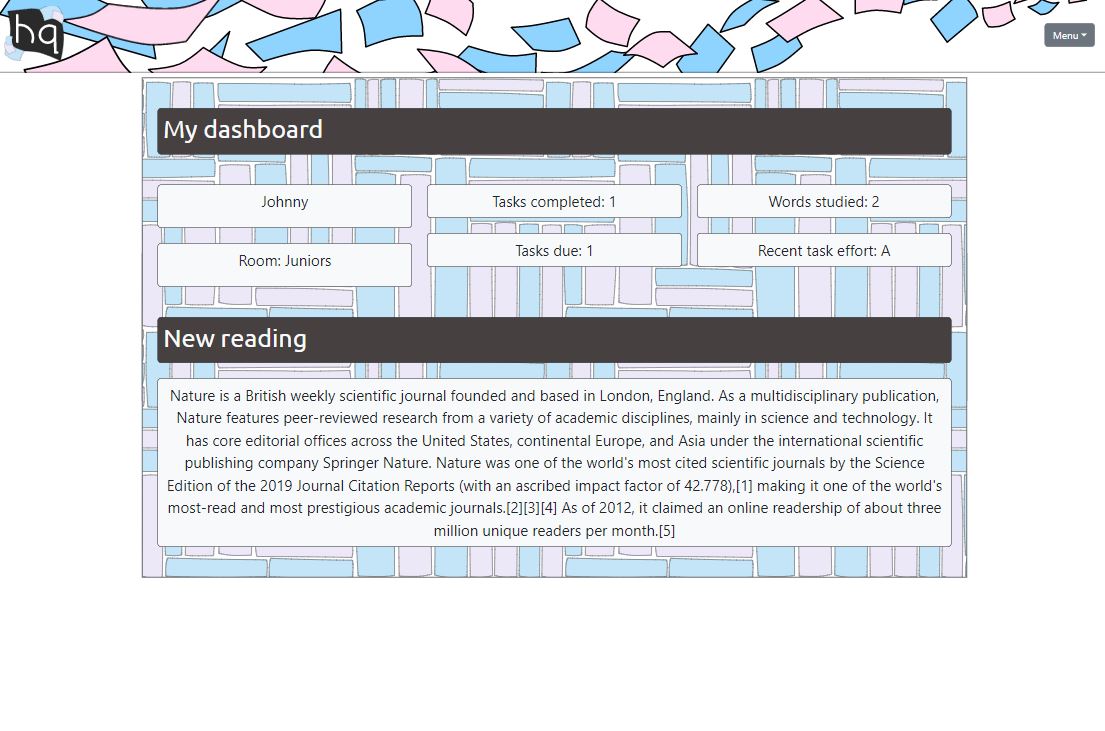 hq
Menu
My dashboard
Johnny
Tasks completed: 1
Words studied: 2
Room: Juniors
Tasks due: 1
Recent task effort: A
New reading
Nature is a British weekly scientific journal founded and based in London, England. As a multidisciplinary publication,
Nature features peer-reviewed research from a variety of academic disciplines, mainly in science and technology. It
has core editorial offices across the United States, continental Europe, and Asia under the international scientific
publishing company Springer Nature. Nature was one of the world's most cited scientific journals by the Science
Edition of the 2019 Journal Citation Reports (with an ascribed impact factor of 42.778),[1] making it one of the world's
most-read and most prestigious academic journals.[2][3][4] As of 2012, it claimed an online readership of about three
million unique readers per month.[5]